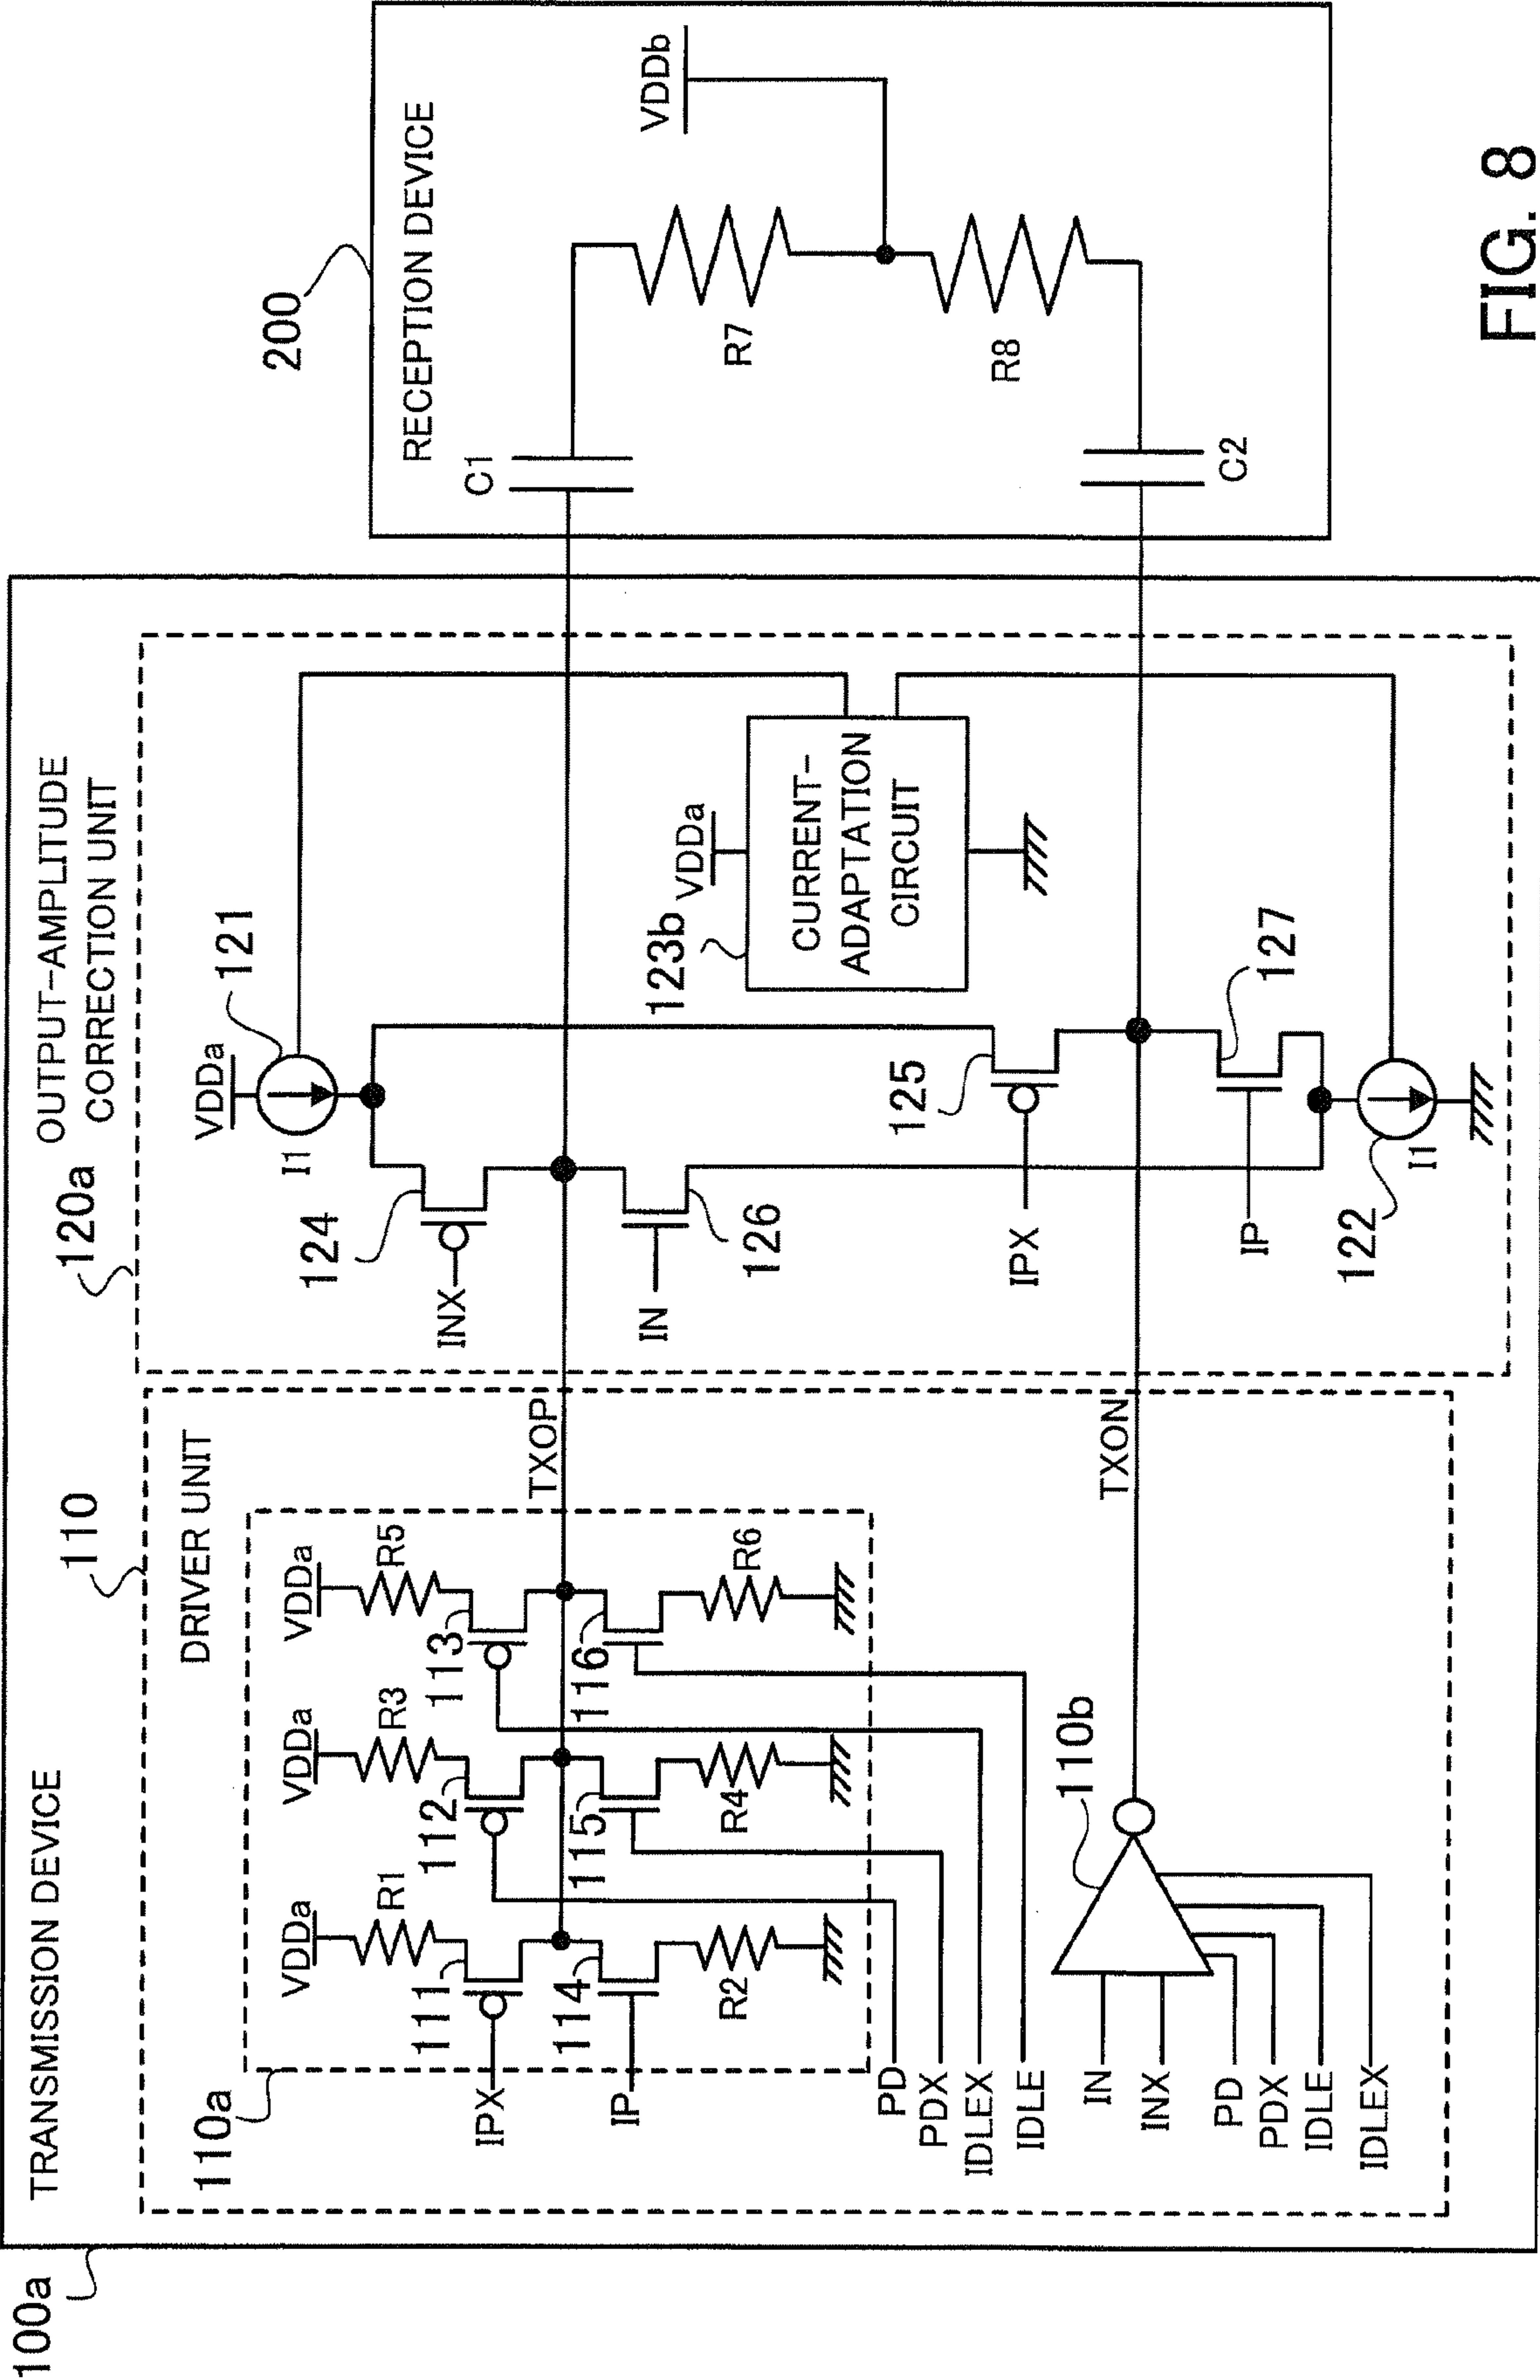 FIG. 8
100a
TRANSMISSION DEVICE
110
DRIVER UNIT
110a
VDDa
R1
VDDa
R3
VDDa
R5
111
112
113
IPX
114
115
116
IP
R2
R4
R6
TXOP
PD
PDX
IDLEX
IDLE
110b
IN
INX
PD
PDX
IDLE
IDLEX
TXON
120a
OUTPUT-AMPLITUDE
CORRECTION UNIT
VDDa
121
I1
124
INX
126
IN
VDDa
123b
CURRENT-
ADAPTATION
CIRCUIT
125
IPX
127
IP
122
I1
200
RECEPTION DEVICE
C1
R7
VDDb
R8
C2